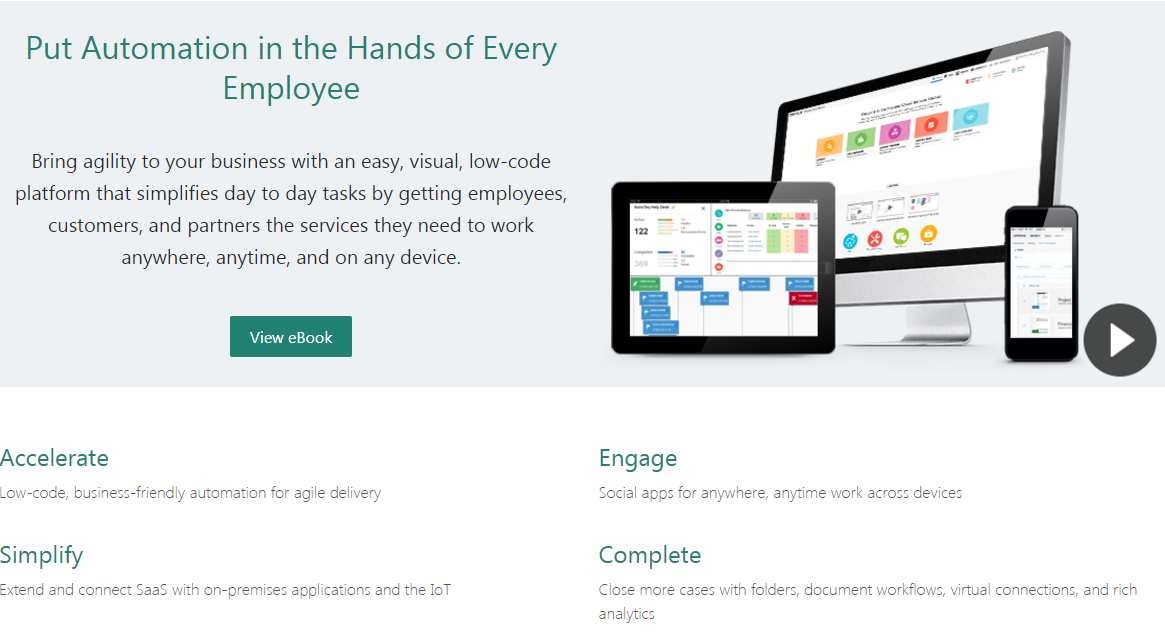 Put Automation in the Hands of Every
Employee
Bring agility to your business with an easy, visual, low-code
platform that simplifies day to day tasks by getting employees,
customers, and partners the services they need to work
anywhere, anytime, and on any device.
View eBook
Active
122
Completed
369
Accelerate
Low-code, business-friendly automation for agile delivery
Engage
Social apps for anywhere, anytime work across devices
Simplify
Extend and connect SaaS with on-premises applications and the IoT
Complete
Close more cases with folders, document workflows, virtual connections, and rich
analytics